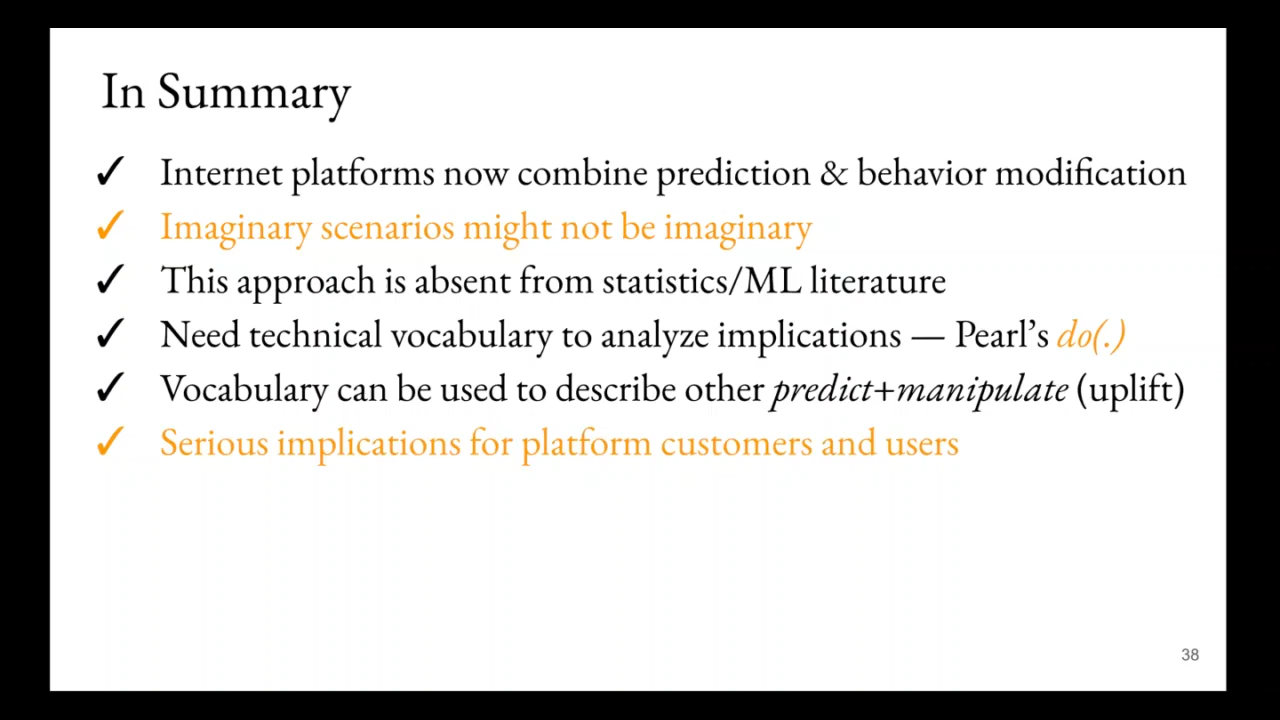 In Summary
✓ Internet platforms now combine prediction & behavior modification
✓ Imaginary scenarios might not be imaginary
✓ This approach is absent from statistics/ML literature
✓ Need technical vocabulary to analyze implications — Pearl’s do(.)
✓ Vocabulary can be used to describe other predict+manipulate (uplift)
✓ Serious implications for platform customers and users
38